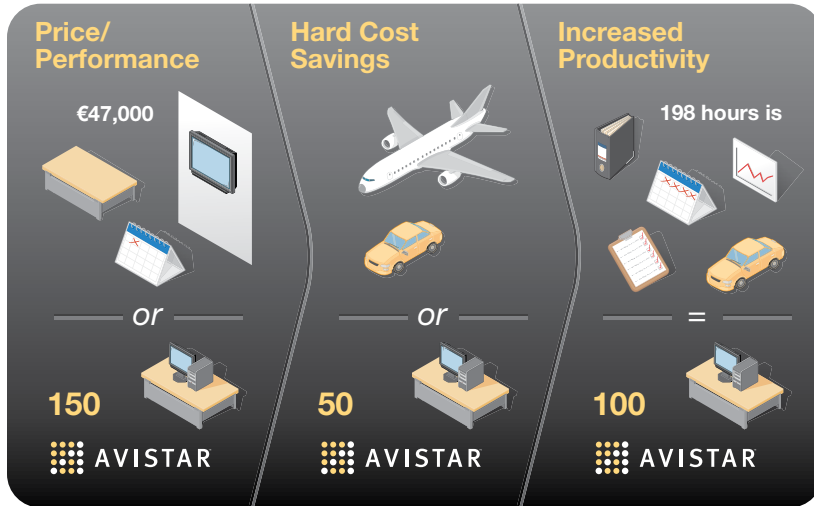 Price/
Performance
€47,000
or
150
AVISTAR
Hard Cost
Savings
or
50
AVISTAR
Increased
Productivity
198 hours is
=
100
AVISTAR